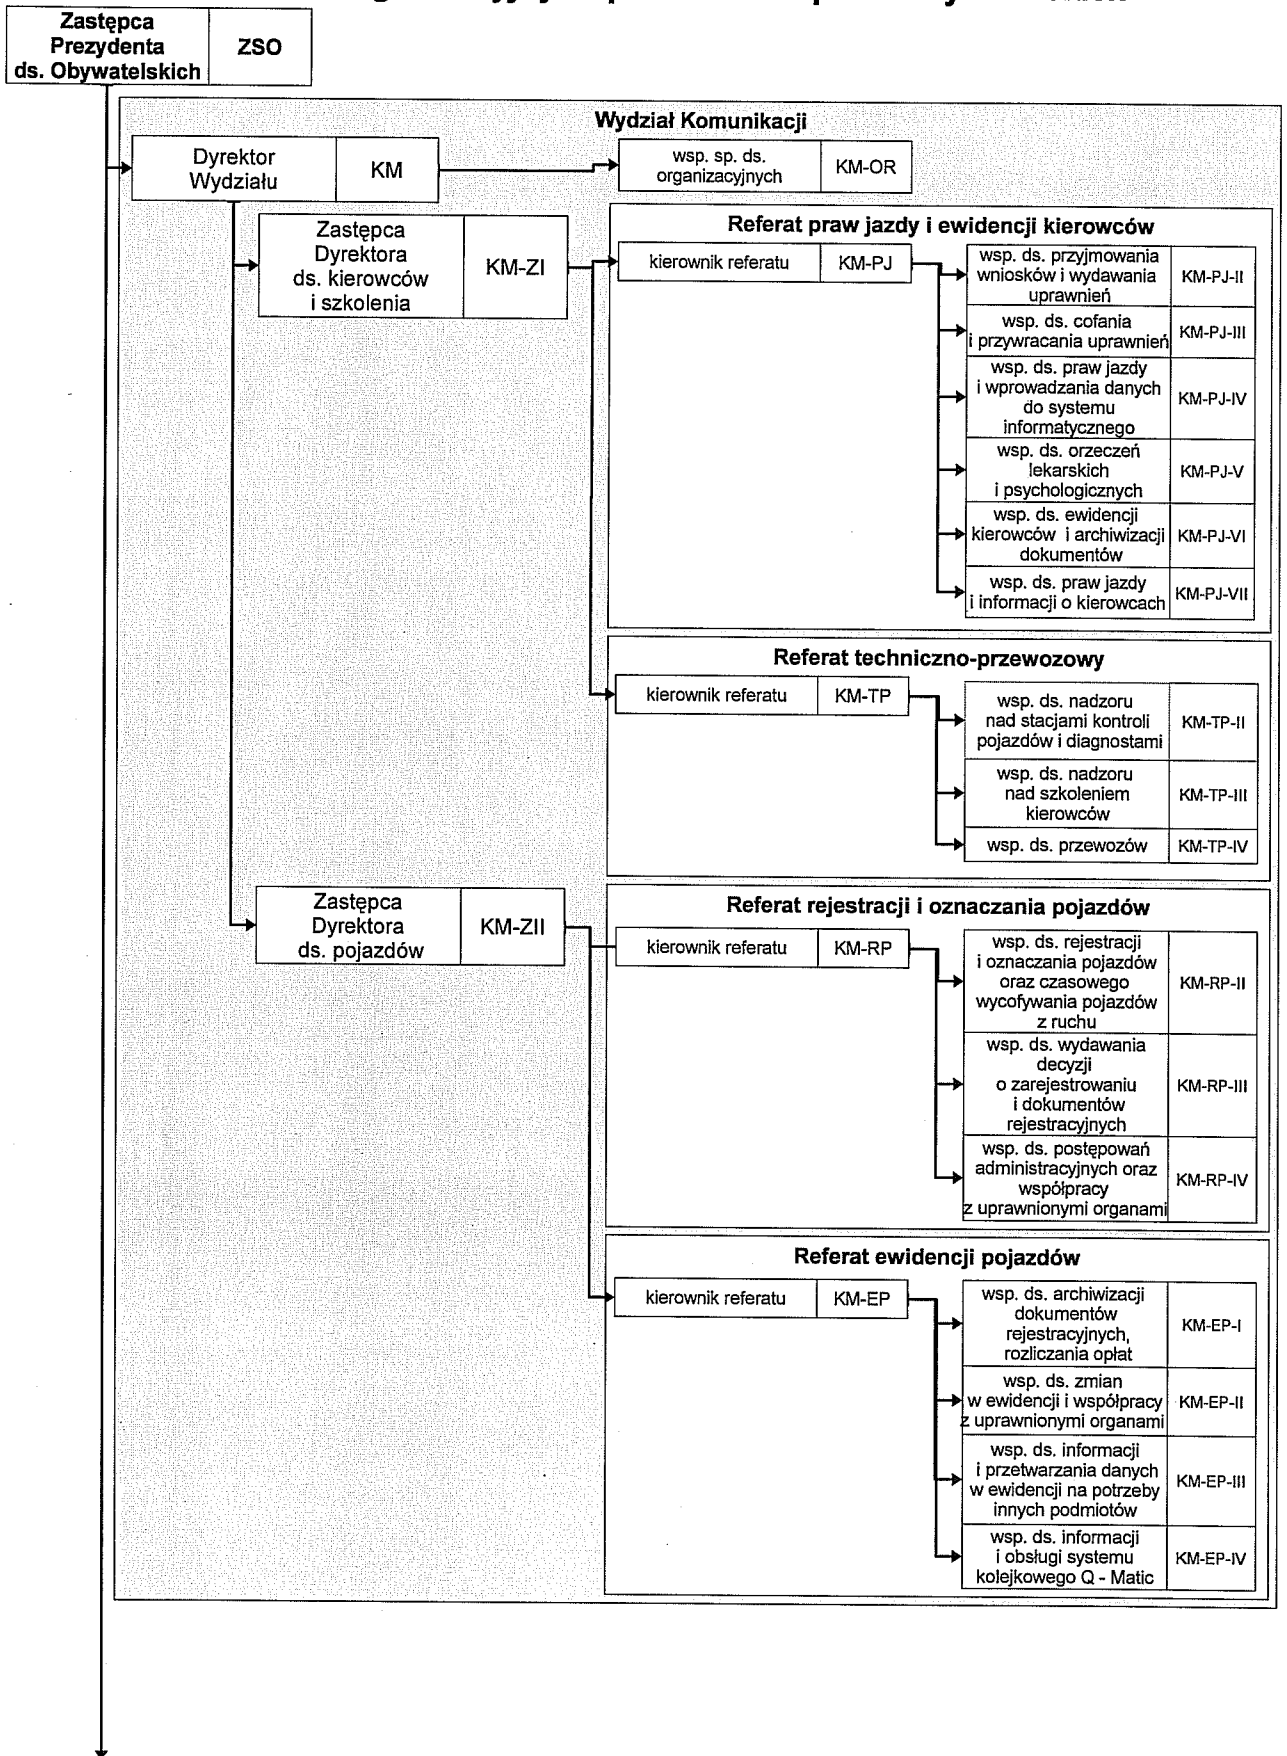 Zastępca
Prezydenta
ds. Obywatelskich
ZSO
Wydział Komunikacji
Dyrektor
Wydziału
KM
wsp. sp. ds.
organizacyjnych
KM-OR
Zastępca
Dyrektora
ds. kierowców
i szkolenia
KM-ZI
Referat praw jazdy i ewidencji kierowców
kierownik referatu
KM-PJ
wsp. ds. przyjmowania
wniosków i wydawania
uprawnień
KM-PJ-II
wsp. ds. cofania
i przywracania uprawnień
KM-PJ-III
wsp. ds. praw jazdy
i wprowadzania danych
do systemu
informatycznego
KM-PJ-IV
wsp. ds. orzeczeń
lekarskich
i psychologicznych
KM-PJ-V
wsp. ds. ewidencji
kierowców i archiwizacji
dokumentów
KM-PJ-VI
wsp. ds. praw jazdy
i informacji o kierowcach
KM-PJ-VII
Referat techniczno-przewozowy
kierownik referatu
KM-TP
wsp. ds. nadzoru
nad stacjami kontroli
pojazdów i diagnostami
KM-TP-II
wsp. ds. nadzoru
nad szkoleniem
kierowców
KM-TP-III
wsp. ds. przewozów
KM-TP-IV
Zastępca
Dyrektora
ds. pojazdów
KM-ZII
Referat rejestracji i oznaczania pojazdów
kierownik referatu
KM-RP
wsp. ds. rejestracji
i oznaczania pojazdów
oraz czasowego
wycofywania pojazdów
z ruchu
KM-RP-II
wsp. ds. wydawania
decyzji
o zarejestrowaniu
i dokumentów
rejestracyjnych
KM-RP-III
wsp. ds. postępowań
administracyjnych oraz
współpracy
z uprawnionymi organami
KM-RP-IV
Referat ewidencji pojazdów
kierownik referatu
KM-EP
wsp. ds. archiwizacji
dokumentów
rejestracyjnych,
rozliczania opłat
KM-EP-I
wsp. ds. zmian
w ewidencji i współpracy
z uprawnionymi organami
KM-EP-II
wsp. ds. informacji
i przetwarzania danych
w ewidencji na potrzeby
innych podmiotów
KM-EP-III
wsp. ds. informacji
i obsługi systemu
kolejkowego Q - Matic
KM-EP-IV